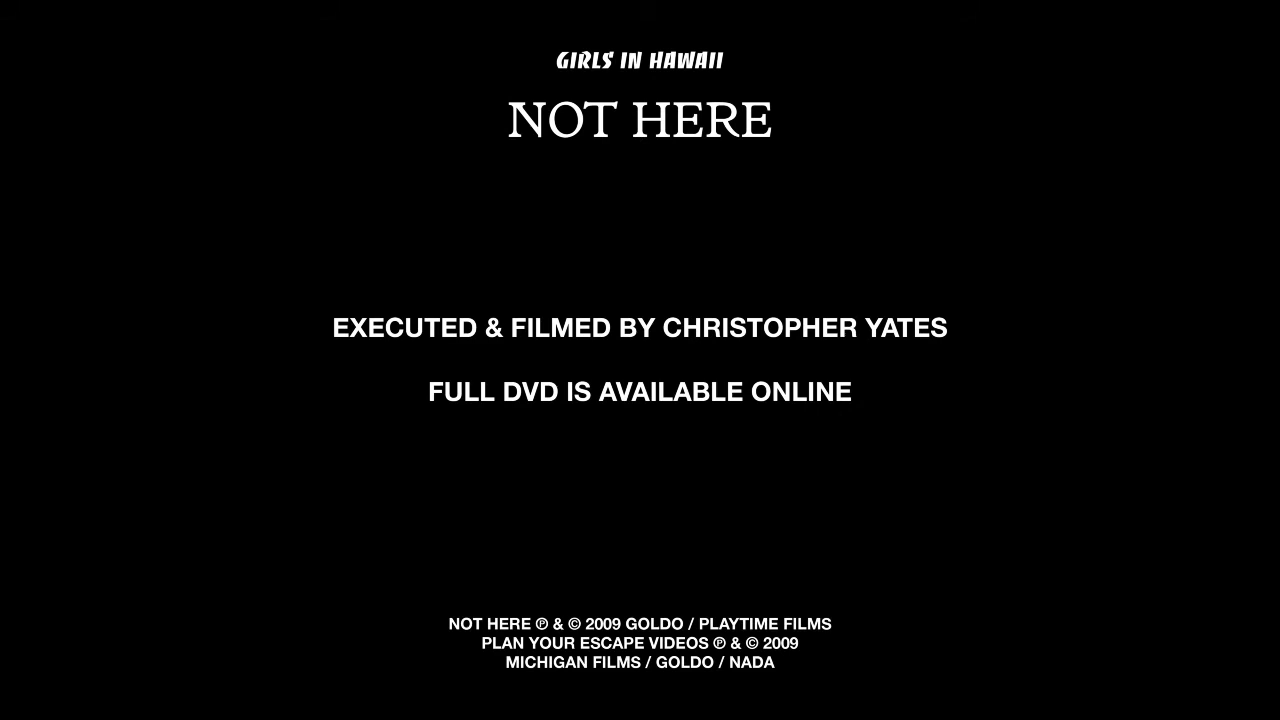 GIRLS IN HAWAII
NOT HERE
EXECUTED & FILMED BY CHRISTOPHER YATES
FULL DVD IS AVAILABLE ONLINE
NOT HERE ℗ & © 2009 GOLDO / PLAYTIME FILMS
PLAN YOUR ESCAPE VIDEOS ℗ & © 2009
MICHIGAN FILMS / GOLDO / NADA